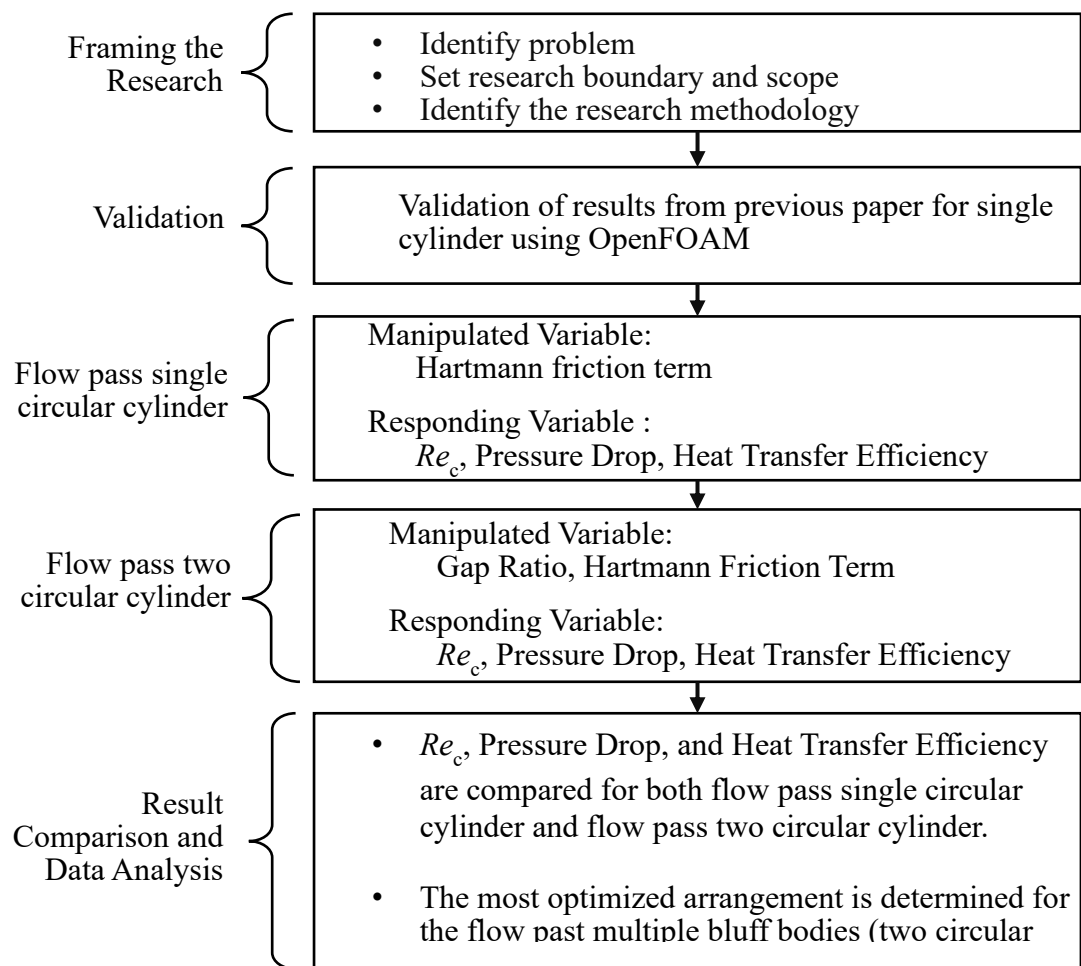 Framing the
Research
• Identify problem
• Set research boundary and scope
• Identify the research methodology
Validation
Validation of results from previous paper for single
cylinder using OpenFOAM
Flow pass single
circular cylinder
Manipulated Variable:
Hartmann friction term
Responding Variable :
Re_c, Pressure Drop, Heat Transfer Efficiency
Flow pass two
circular cylinder
Manipulated Variable:
Gap Ratio, Hartmann Friction Term
Responding Variable:
Re_c, Pressure Drop, Heat Transfer Efficiency
Result
Comparison and
Data Analysis
• Re_c, Pressure Drop, and Heat Transfer Efficiency
are compared for both flow pass single circular
cylinder and flow pass two circular cylinder.
• The most optimized arrangement is determined for
the flow past multiple bluff bodies (two circular